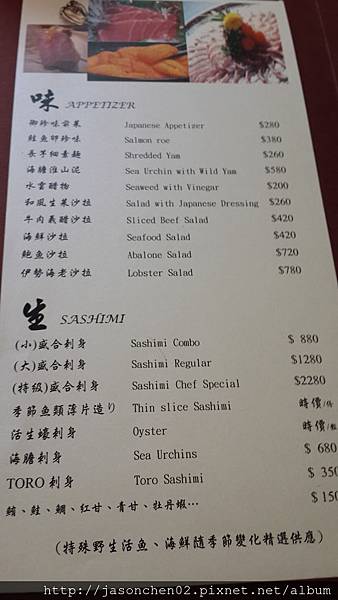 味 APPETIZER
御珍味前菜 Japanese Appetizer $280
鮭魚卵珍味 Salmon roe $380
長芋細素麵 Shredded Yam $260
海膽淮山泥 Sea Urchin with Wild Yam $580
水雲醋物 Seaweed with Vinegar $200
和風生菜沙拉 Salad with Japanese Dressing $260
牛肉義醋沙拉 Sliced Beef Salad $420
海鮮沙拉 Seafood Salad $420
鮑魚沙拉 Abalone Salad $720
伊勢海老沙拉 Lobster Salad $780
生 SASHIMI
(小)盛合刺身 Sashimi Combo $ 880
(大)盛合刺身 Sashimi Regular $1280
(特級)盛合刺身 Sashimi Chef Special $2280
季節魚類薄片造り Thin slice Sashimi 時價/
活生蠔刺身 Oyster 時價/
海膽刺身 Sea Urchins $ 680
TORO 刺身 Toro Sashimi $ 350
鮪、鮭、鯛、紅甘、青甘、牡丹蝦… $ 150
(特殊野生活魚、海鮮隨季節變化精選供應)
http://jasonchen02.pixnet.net/album